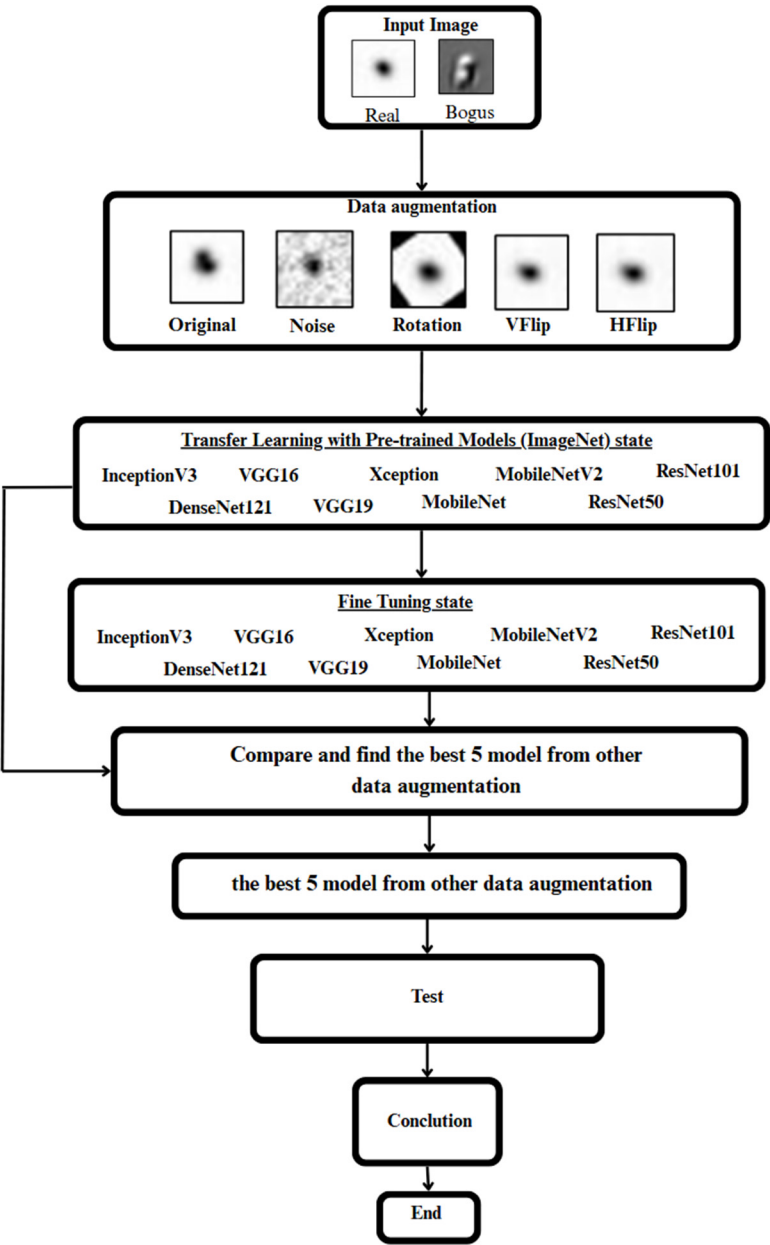 Input Image
Real Bogus
Data augmentation
Original Noise Rotation VFlip HFlip
Transfer Learning with Pre-trained Models (ImageNet) state
InceptionV3 VGG16 Xception MobileNetV2 ResNet101
DenseNet121 VGG19 MobileNet ResNet50
Fine Tuning state
InceptionV3 VGG16 Xception MobileNetV2 ResNet101
DenseNet121 VGG19 MobileNet ResNet50
Compare and find the best 5 model from other
data augmentation
the best 5 model from other data augmentation
Test
Conclution
End